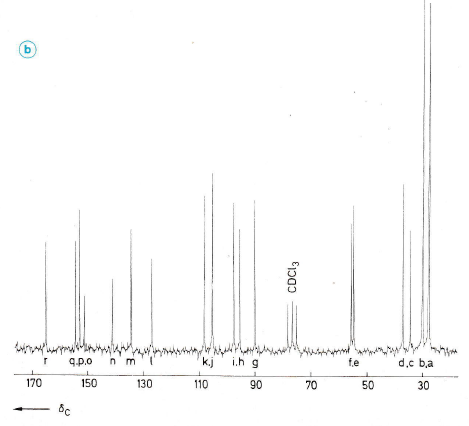 b
CDCl₃
r q,p,o n m l k,j i,h g f,e d,c b,a
170 150 130 110 90 70 50 30
δC